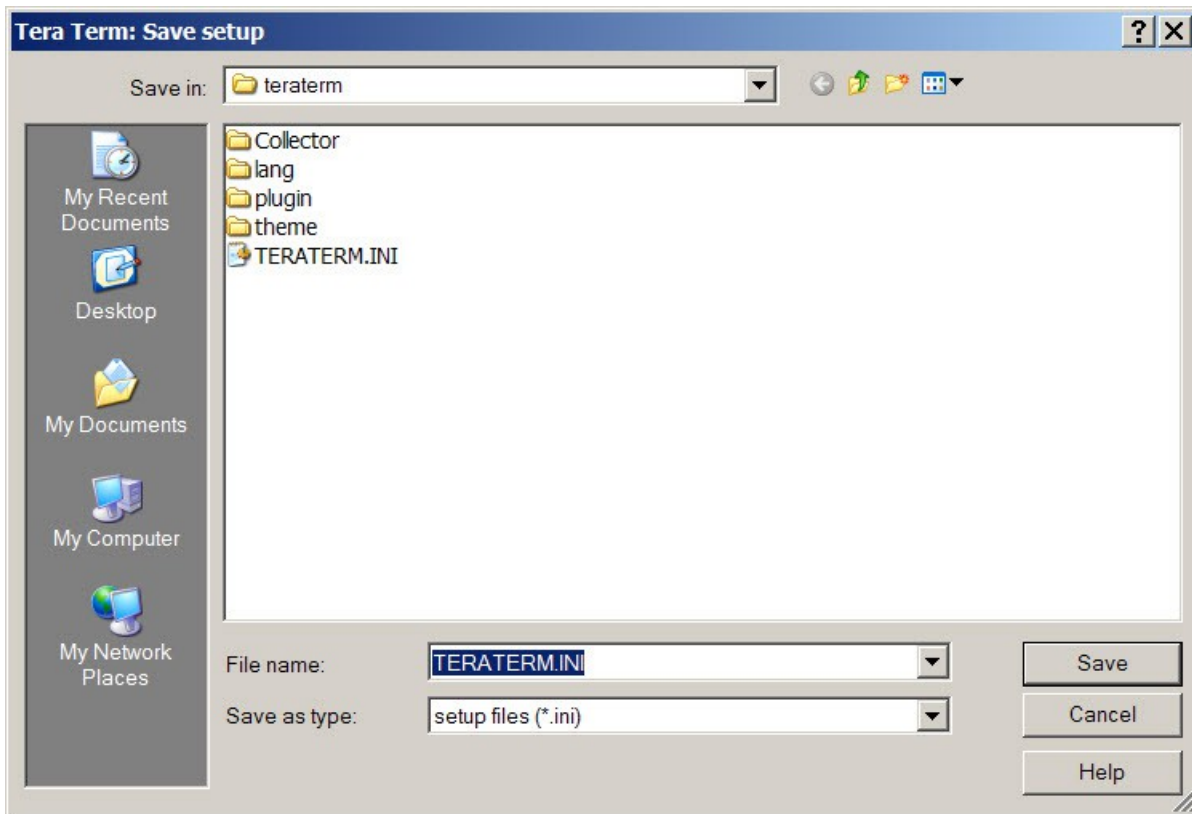 Tera Term: Save setup
Save in:
teraterm
My Recent
Documents
Desktop
My Documents
My Computer
My Network
Places
Collector
lang
plugin
theme
TERATERM.INI
File name:
TERATERM.INI
Save
Save as type:
setup files (*.ini)
Cancel
Help